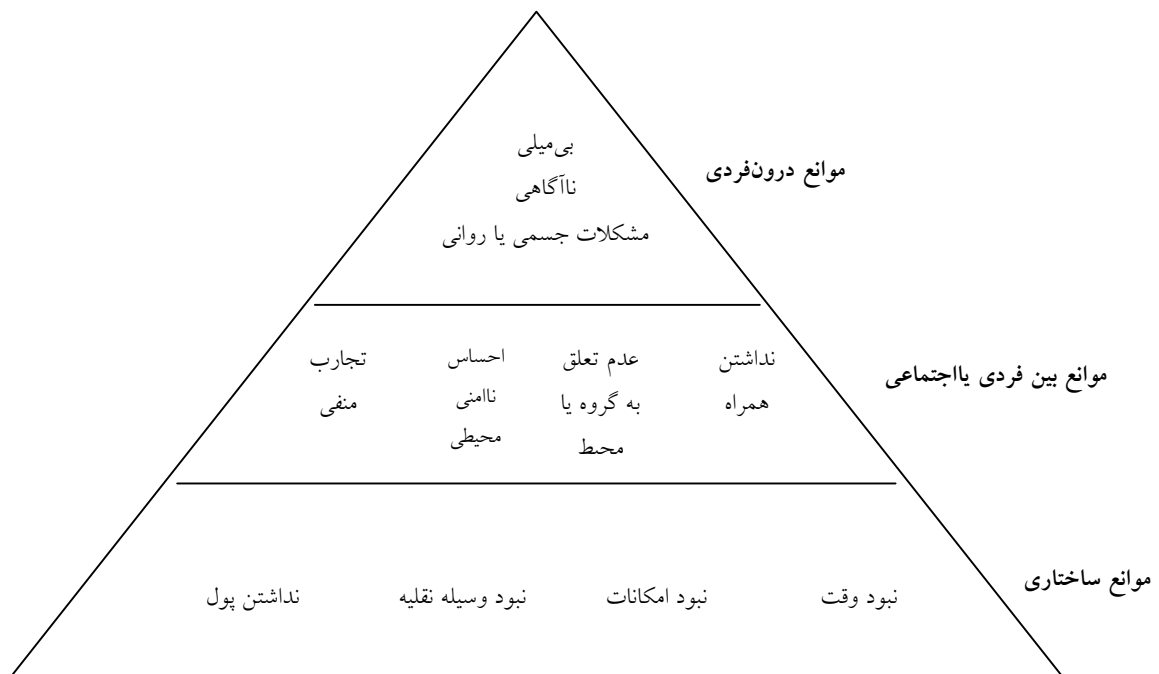 بی‌میلی
ناآگاهی
مشکلات جسمی یا روانی
موانع درون‌فردی
نداشتن
همراه
عدم تعلق
به گروه یا
محیط
احساس
ناامنی
محیطی
تجارب
منفی
موانع بین فردی یااجتماعی
نبود وقت
نبود امکانات
نبود وسیله نقلیه
نداشتن پول
موانع ساختاری